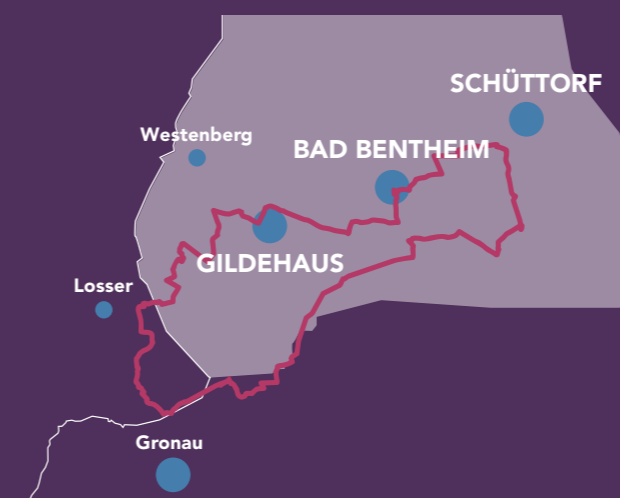 SCHÜTTORF
Westenberg
BAD BENTHEIM
GILDEHAUS
Losser
Gronau